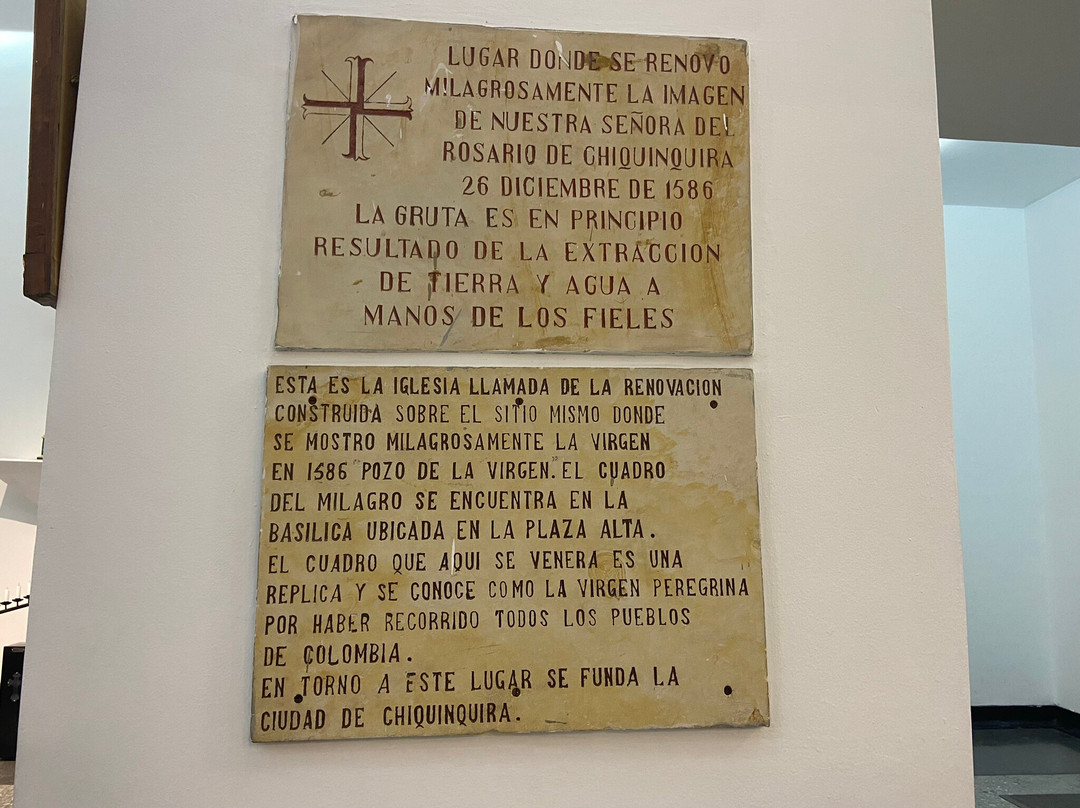 LUGAR DONDE SE RENOVO
MILAGROSAMENTE LA IMAGEN
DE NUESTRA SEÑORA DEL
ROSARIO DE CHIQUINQUIRA
26 DICIEMBRE DE 1586
LA GRUTA ES EN PRINCIPIO
RESULTADO DE LA EXTRACCION
DE TIERRA Y AGUA A
MANOS DE LOS FIELES
ESTA ES LA IGLESIA LLAMADA DE LA RENOVACION
CONSTRUIDA SOBRE EL SITIO MISMO DONDE
SE MOSTRO MILAGROSAMENTE LA VIRGEN
EN 1586 "POZO DE LA VIRGEN". EL CUADRO
DEL MILAGRO SE ENCUENTRA EN LA
BASILICA UBICADA EN LA PLAZA ALTA.
EL CUADRO QUE AQUI SE VENERA ES UNA
REPLICA Y SE CONOCE COMO LA VIRGEN PEREGRINA
POR HABER RECORRIDO TODOS LOS PUEBLOS
DE COLOMBIA.
EN TORNO A ESTE LUGAR SE FUNDA LA
CIUDAD DE CHIQUINQUIRA.